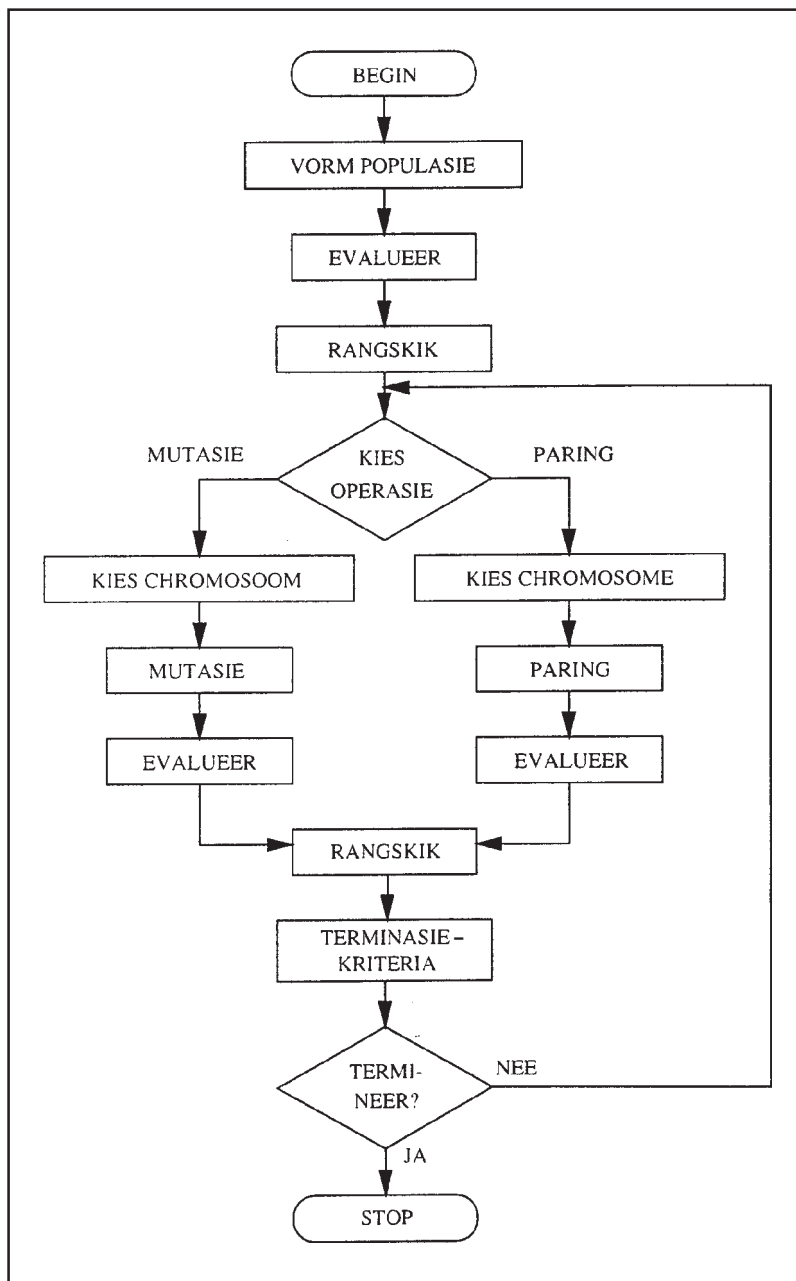 BEGIN
VORM POPULASIE
EVALUEER
RANGSKIK
MUTASIE
KIES
OPERASIE
PARING
KIES CHROMOSOOM
KIES CHROMOSOME
MUTASIE
PARING
EVALUEER
EVALUEER
RANGSKIK
TERMINASIE-
KRITERIA
TERMI-
NEER?
NEE
JA
STOP